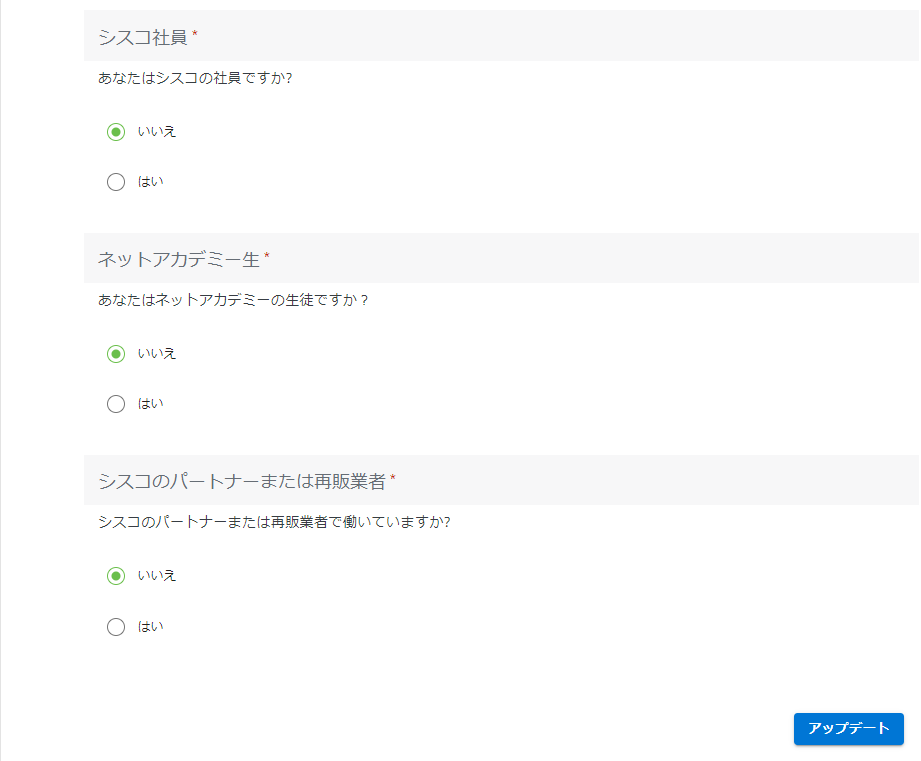 シスコ社員 *
あなたはシスコの社員ですか?
いいえ
はい
ネットアカデミー生 *
あなたはネットアカデミーの生徒ですか？
いいえ
はい
シスコのパートナーまたは再販業者 *
シスコのパートナーまたは再販業者で働いていますか?
いいえ
はい
アップデート